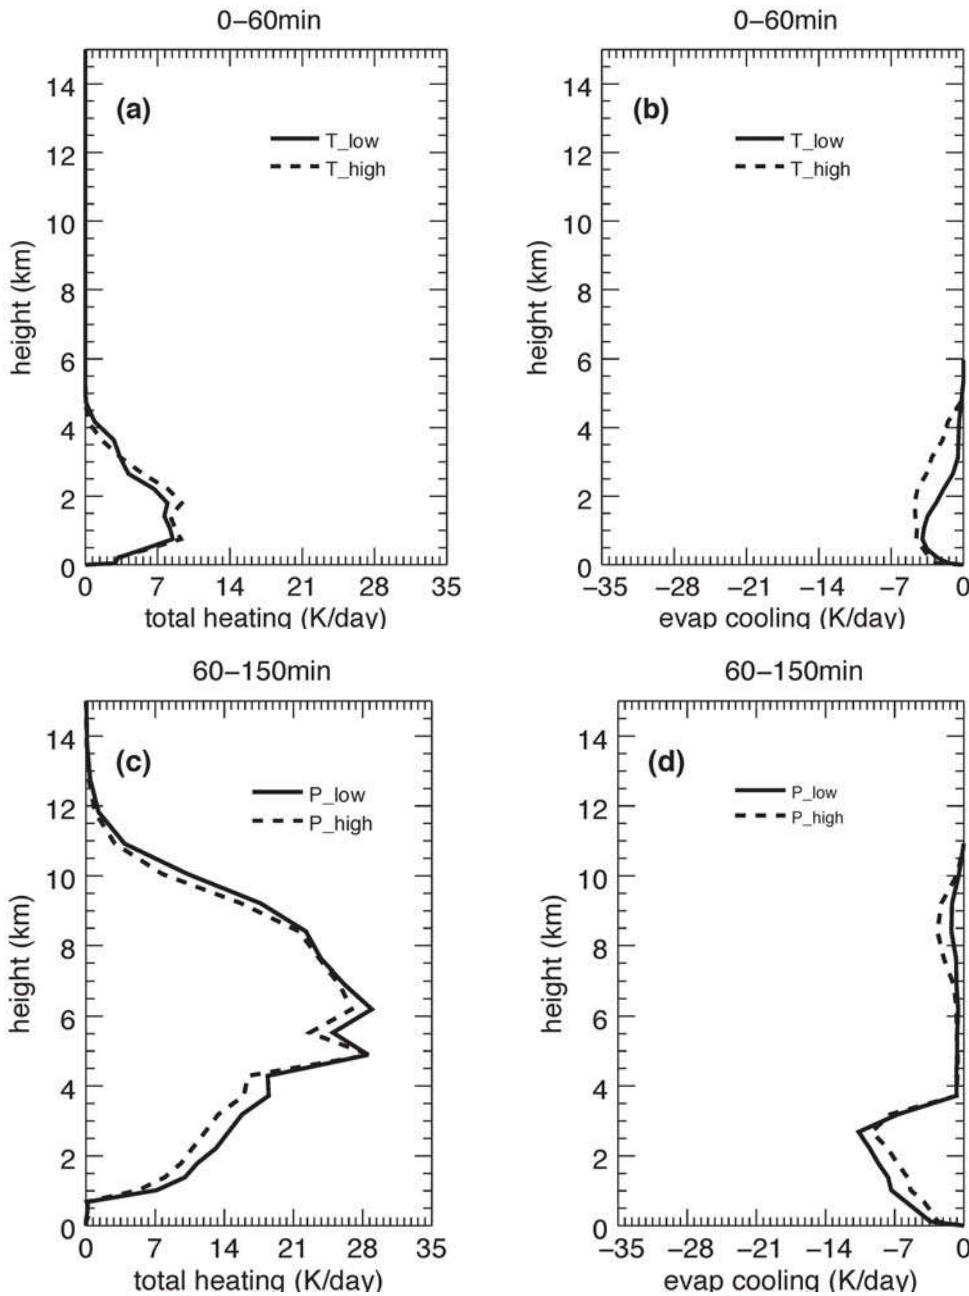 0−60min
(a)
T_low
T_high
height (km)
14
12
10
8
6
4
2
0
0 7 14 21 28 35
total heating (K/day)
0−60min
(b)
T_low
T_high
height (km)
14
12
10
8
6
4
2
0
−35 −28 −21 −14 −7 0
evap cooling (K/day)
60−150min
(c)
P_low
P_high
height (km)
14
12
10
8
6
4
2
0
0 7 14 21 28 35
total heating (K/day)
60−150min
(d)
P_low
P_high
height (km)
14
12
10
8
6
4
2
0
−35 −28 −21 −14 −7 0
evap cooling (K/day)